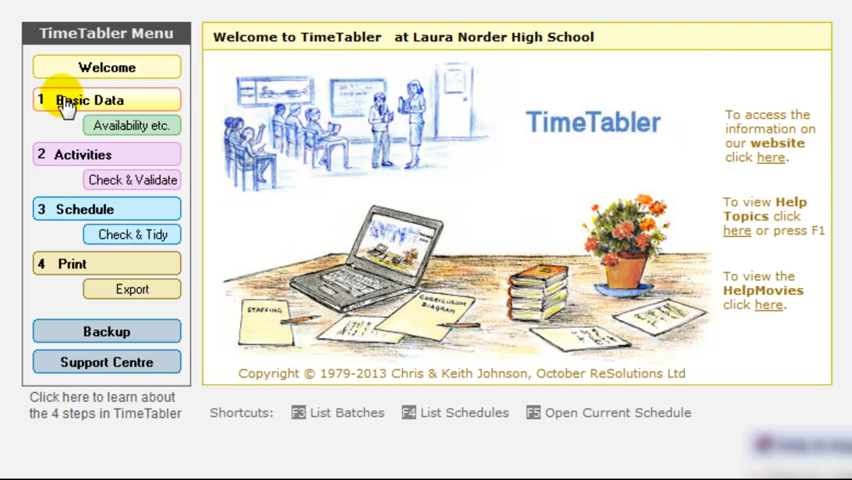 TimeTabler Menu
Welcome
1 Basic Data
Availability etc.
2 Activities
Check & Validate
3 Schedule
Check & Tidy
4 Print
Export
Backup
Support Centre
Click here to learn about
the 4 steps in TimeTabler
Welcome to TimeTabler at Laura Norder High School
TimeTabler
To access the
information on
our website
click here.
To view Help
Topics click
here or press F1
To view the
HelpMovies
click here.
STAFFING
CURRICULUM
DIAGRAM
Copyright © 1979-2013 Chris & Keith Johnson, October ReSolutions Ltd
Shortcuts: F3 List Batches F4 List Schedules F5 Open Current Schedule